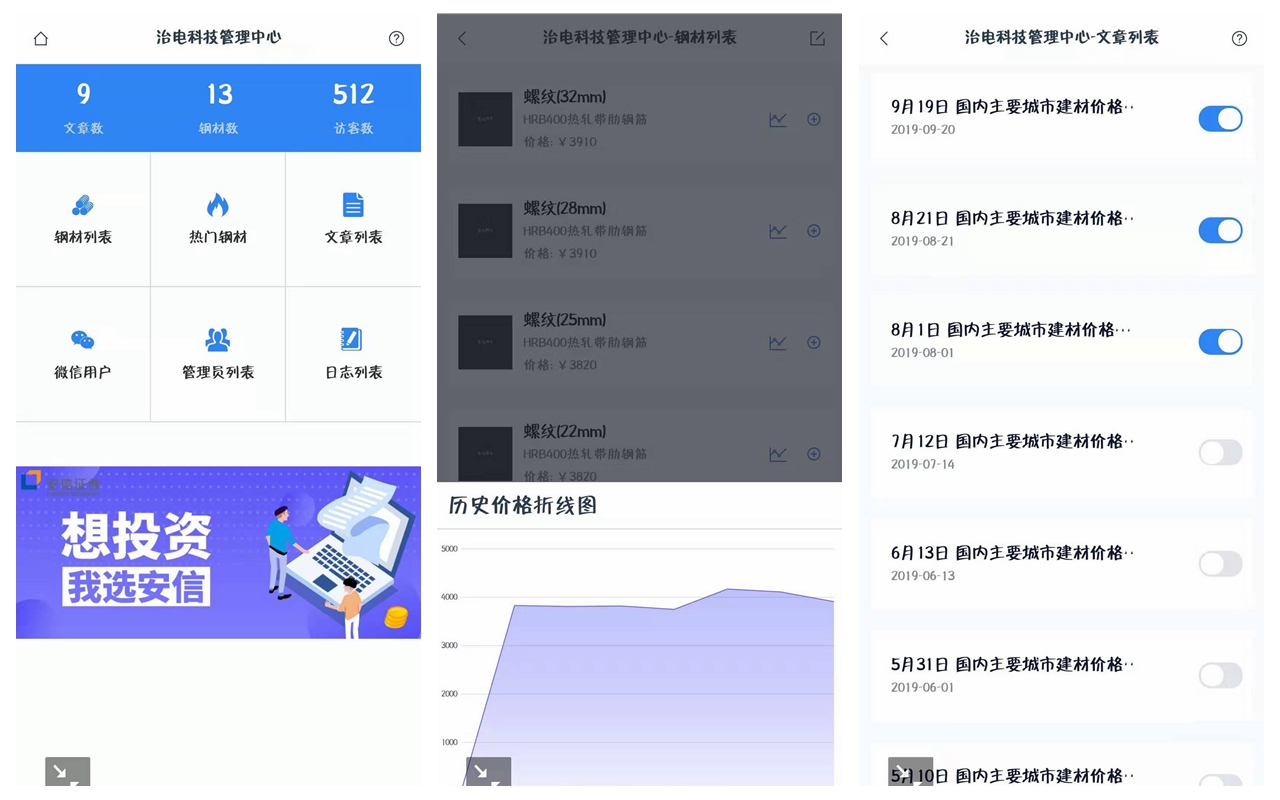 治电科技管理中心
9
13
512
文章数
钢材数
访客数
钢材列表
热门钢材
文章列表
微信用户
管理员列表
日志列表
安信证券
想投资
我选安信
治电科技管理中心-钢材列表
螺纹(32mm)
HRB400热轧带肋钢筋
价格:￥3910
螺纹(28mm)
HRB400热轧带肋钢筋
价格:￥3910
螺纹(25mm)
HRB400热轧带肋钢筋
价格:￥3820
螺纹(22mm)
HRB400热轧带肋钢筋
价格:￥3820
历史价格折线图
5000
4000
3000
2000
1000
治电科技管理中心-文章列表
9月19日 国内主要城市建材价格··
2019-09-20
8月21日 国内主要城市建材价格··
2019-08-21
8月1日 国内主要城市建材价格···
2019-08-01
7月12日 国内主要城市建材价格··
2019-07-14
6月13日 国内主要城市建材价格··
2019-06-13
5月31日 国内主要城市建材价格··
2019-06-01
5月10日 国内主要城市建材价格··